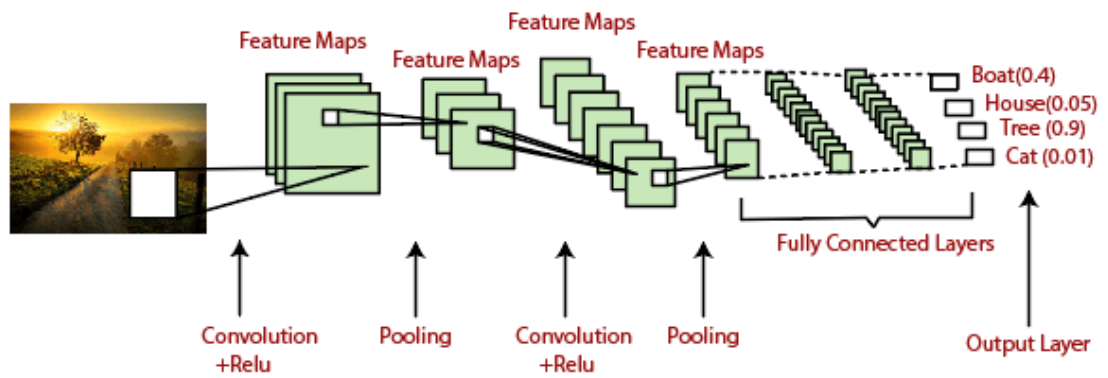 Feature Maps
Feature Maps
Feature Maps
Feature Maps
Boat(0.4)
House(0.05)
Tree (0.9)
Cat (0.01)
Fully Connected Layers
Convolution
+Relu
Pooling
Convolution
+Relu
Pooling
Output Layer